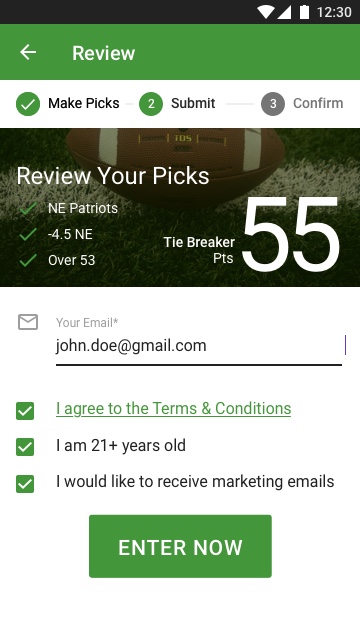 12:30
Review
Make Picks
2 Submit
3 Confirm
Review Your Picks
NE Patriots
-4.5 NE
Over 53
Tie Breaker
Pts
55
Your Email*
john.doe@gmail.com
I agree to the Terms & Conditions
I am 21+ years old
I would like to receive marketing emails
ENTER NOW